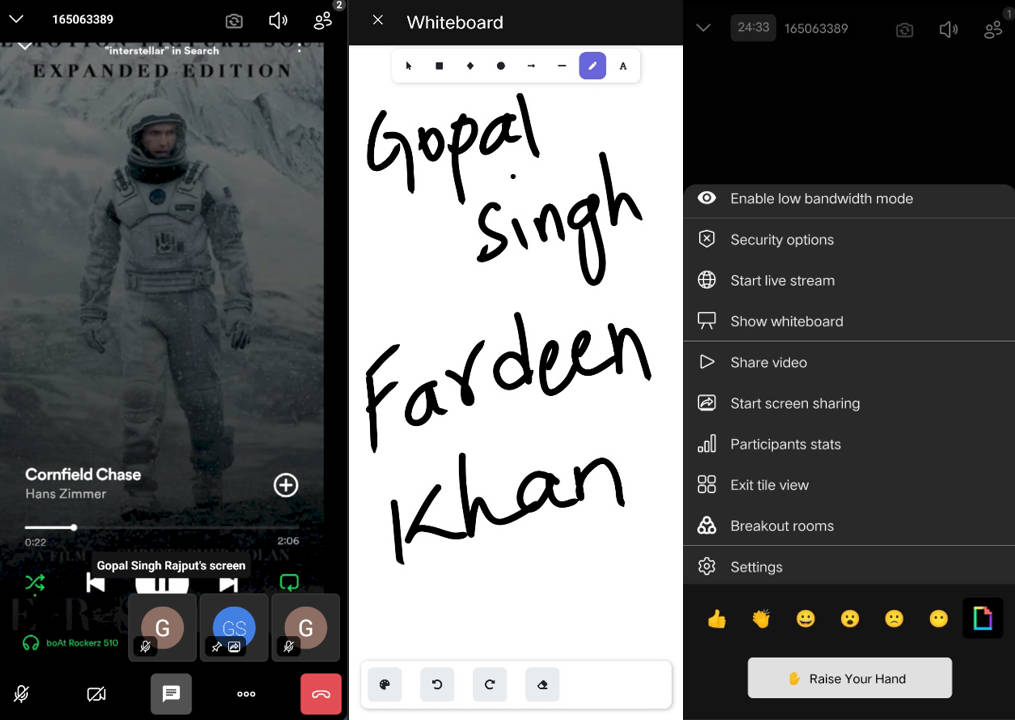 165063389
2
"interstellar" in Search
EXPANDED EDITION
Cornfield Chase
Hans Zimmer
0:22
2:06
A FILM
Gopal Singh Rajput's screen
G
GS
G
boAt Rockerz 510
Whiteboard
A
Gopal
Singh
Fardeen
Khan
24:33
165063389
1
Enable low bandwidth mode
Security options
Start live stream
Show whiteboard
Share video
Start screen sharing
Participants stats
Exit tile view
Breakout rooms
Settings
Raise Your Hand